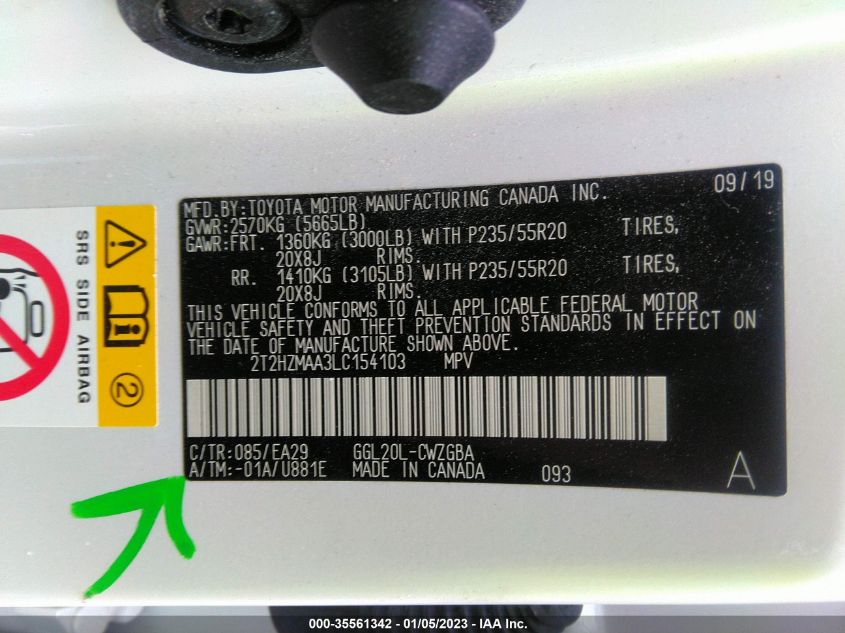 MFD.BY:TOYOTA MOTOR MANUFACTURING CANADA INC. 09/19
GVWR:2570KG (5665LB)
GAWR:FRT. 1360KG (3000LB) WITH P235/55R20 TIRES,
20X8J RIMS.
RR. 1410KG (3105LB) WITH P235/55R20 TIRES,
20X8J RIMS.
THIS VEHICLE CONFORMS TO ALL APPLICABLE FEDERAL MOTOR
VEHICLE SAFETY AND THEFT PREVENTION STANDARDS IN EFFECT ON
THE DATE OF MANUFACTURE SHOWN ABOVE.
2T2HZMAA3LC154103 MPV
C/TR:085/EA29 GGL20L-CWZGBA
A/TM:-01A/U881E MADE IN CANADA 093 A
SRS SIDE AIRBAG
2
000-35561342 - 01/05/2023 - IAA Inc.